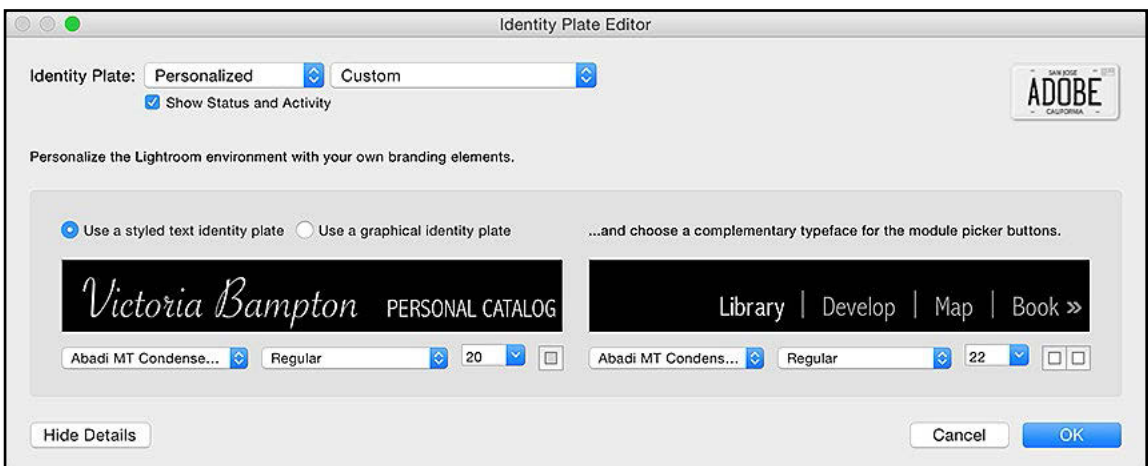 Identity Plate Editor
Identity Plate: Personalized Custom
Show Status and Activity
SAN JOSE
ADOBE
CALIFORNIA
Personalize the Lightroom environment with your own branding elements.
Use a styled text identity plate Use a graphical identity plate ...and choose a complementary typeface for the module picker buttons.
Victoria Bampton PERSONAL CATALOG Library | Develop | Map | Book »
Abadi MT Condense... Regular 20 Abadi MT Condens... Regular 22
Hide Details Cancel OK